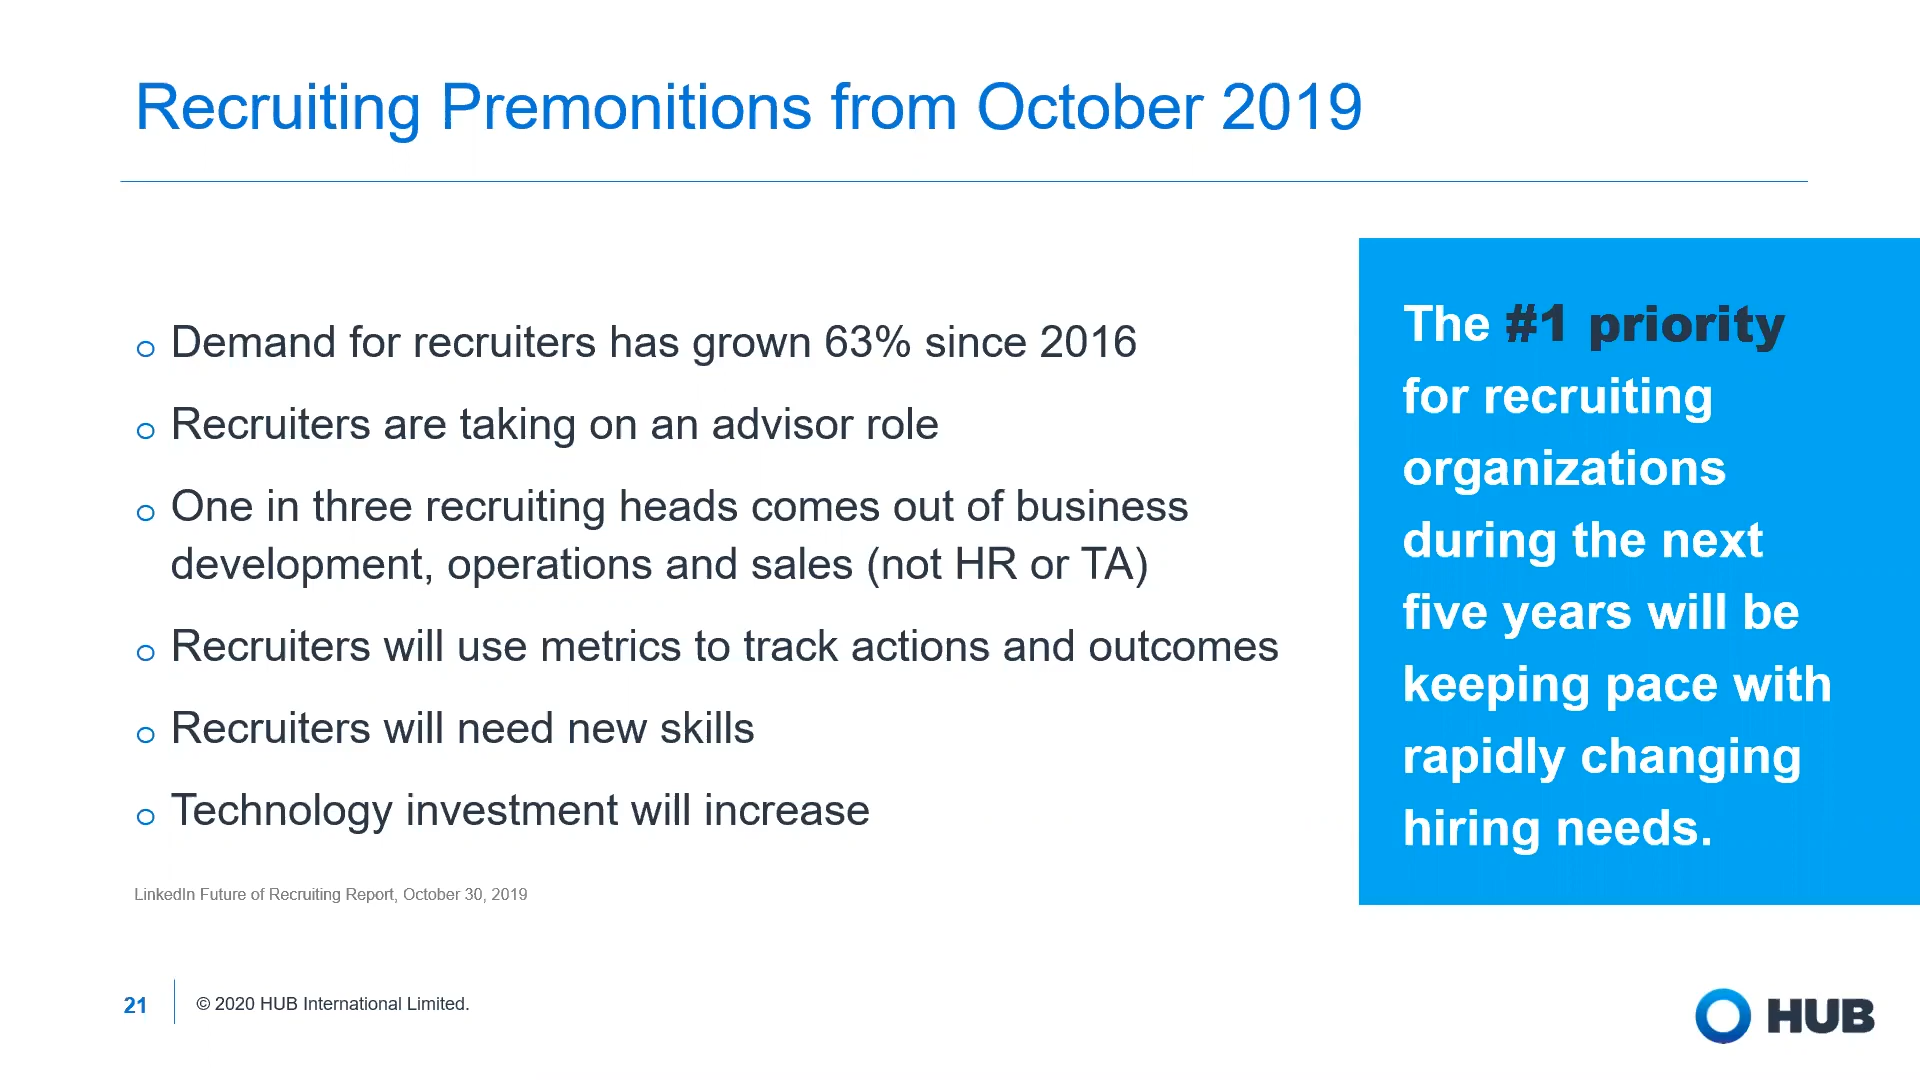 Recruiting Premonitions from October 2019
o Demand for recruiters has grown 63% since 2016
o Recruiters are taking on an advisor role
o One in three recruiting heads comes out of business
development, operations and sales (not HR or TA)
o Recruiters will use metrics to track actions and outcomes
o Recruiters will need new skills
o Technology investment will increase
LinkedIn Future of Recruiting Report, October 30, 2019
The #1 priority
for recruiting
organizations
during the next
five years will be
keeping pace with
rapidly changing
hiring needs.
21
© 2020 HUB International Limited.
HUB